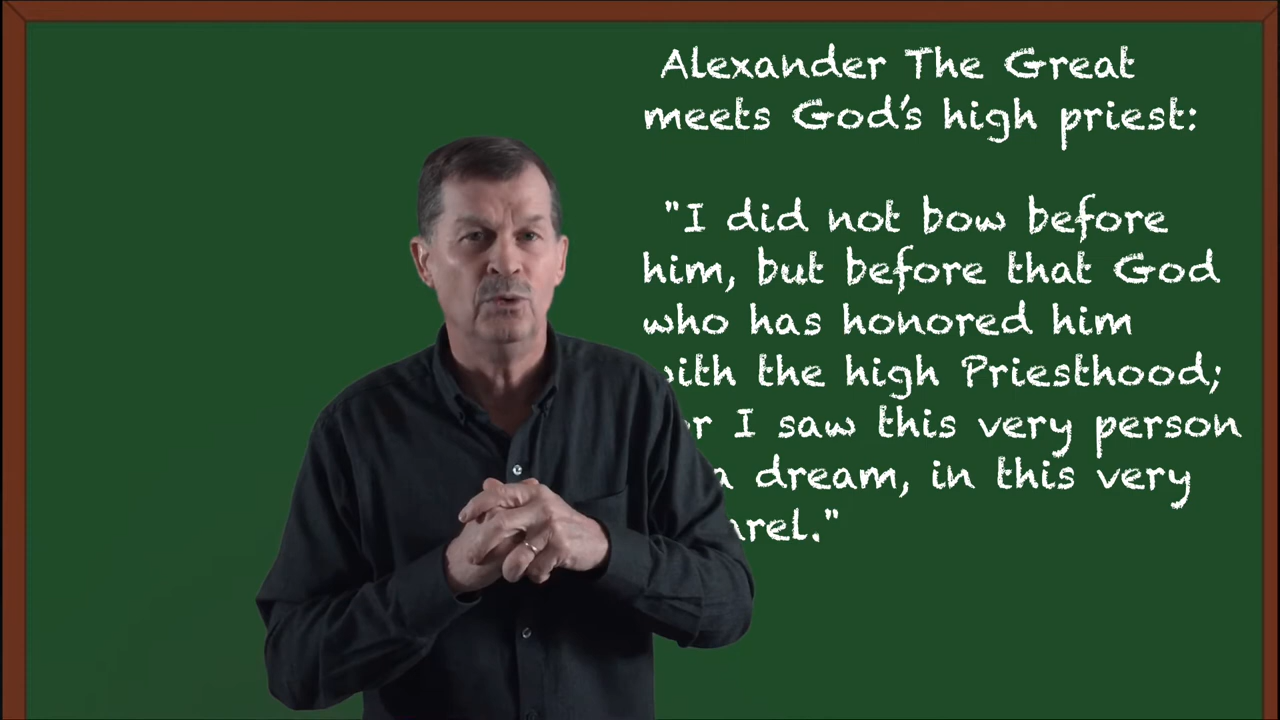 Alexander The Great
meets God's high priest:
"I did not bow before
him, but before that God
who has honored him
with the high Priesthood;
I saw this very person
a dream, in this very